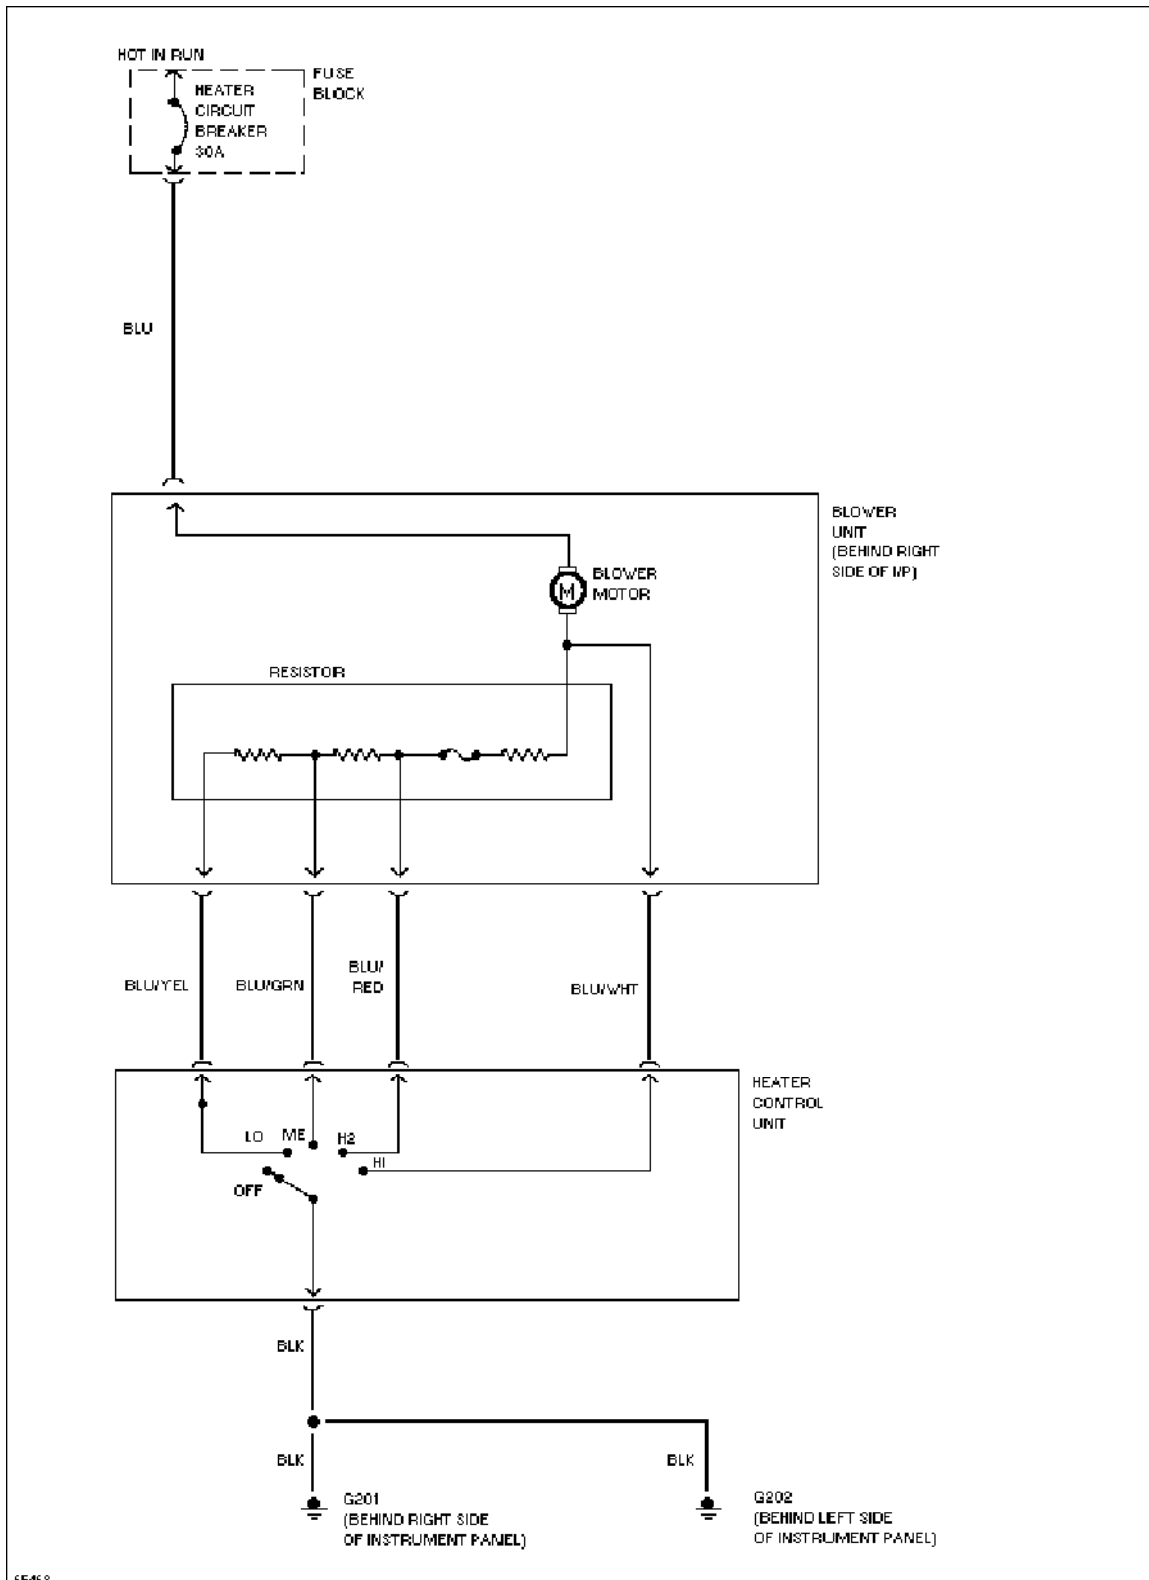 HOT IN RUN
FUSE
BLOCK
HEATER
CIRCUIT
BREAKER
30A
BLU
BLOWER
UNIT
(BEHIND RIGHT
SIDE OF I/P)
BLOWER
MOTOR
M
RESISTOR
BLU/YEL
BLU/GRN
BLU/
RED
BLU/WHT
HEATER
CONTROL
UNIT
LO
ME
H2
HI
OFF
BLK
BLK
BLK
G201
(BEHIND RIGHT SIDE
OF INSTRUMENT PANEL)
G202
(BEHIND LEFT SIDE
OF INSTRUMENT PANEL)